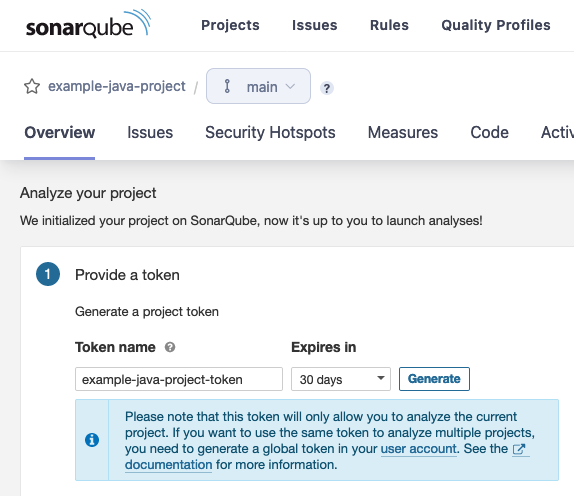 sonarqube Projects Issues Rules Quality Profiles
example-java-project / main ?
Overview Issues Security Hotspots Measures Code Activ
Analyze your project
We initialized your project on SonarQube, now it's up to you to launch analyses!
1 Provide a token
Generate a project token
Token name ? Expires in
example-java-project-token 30 days Generate
Please note that this token will only allow you to analyze the current
project. If you want to use the same token to analyze multiple projects,
you need to generate a global token in your user account. See the
documentation for more information.